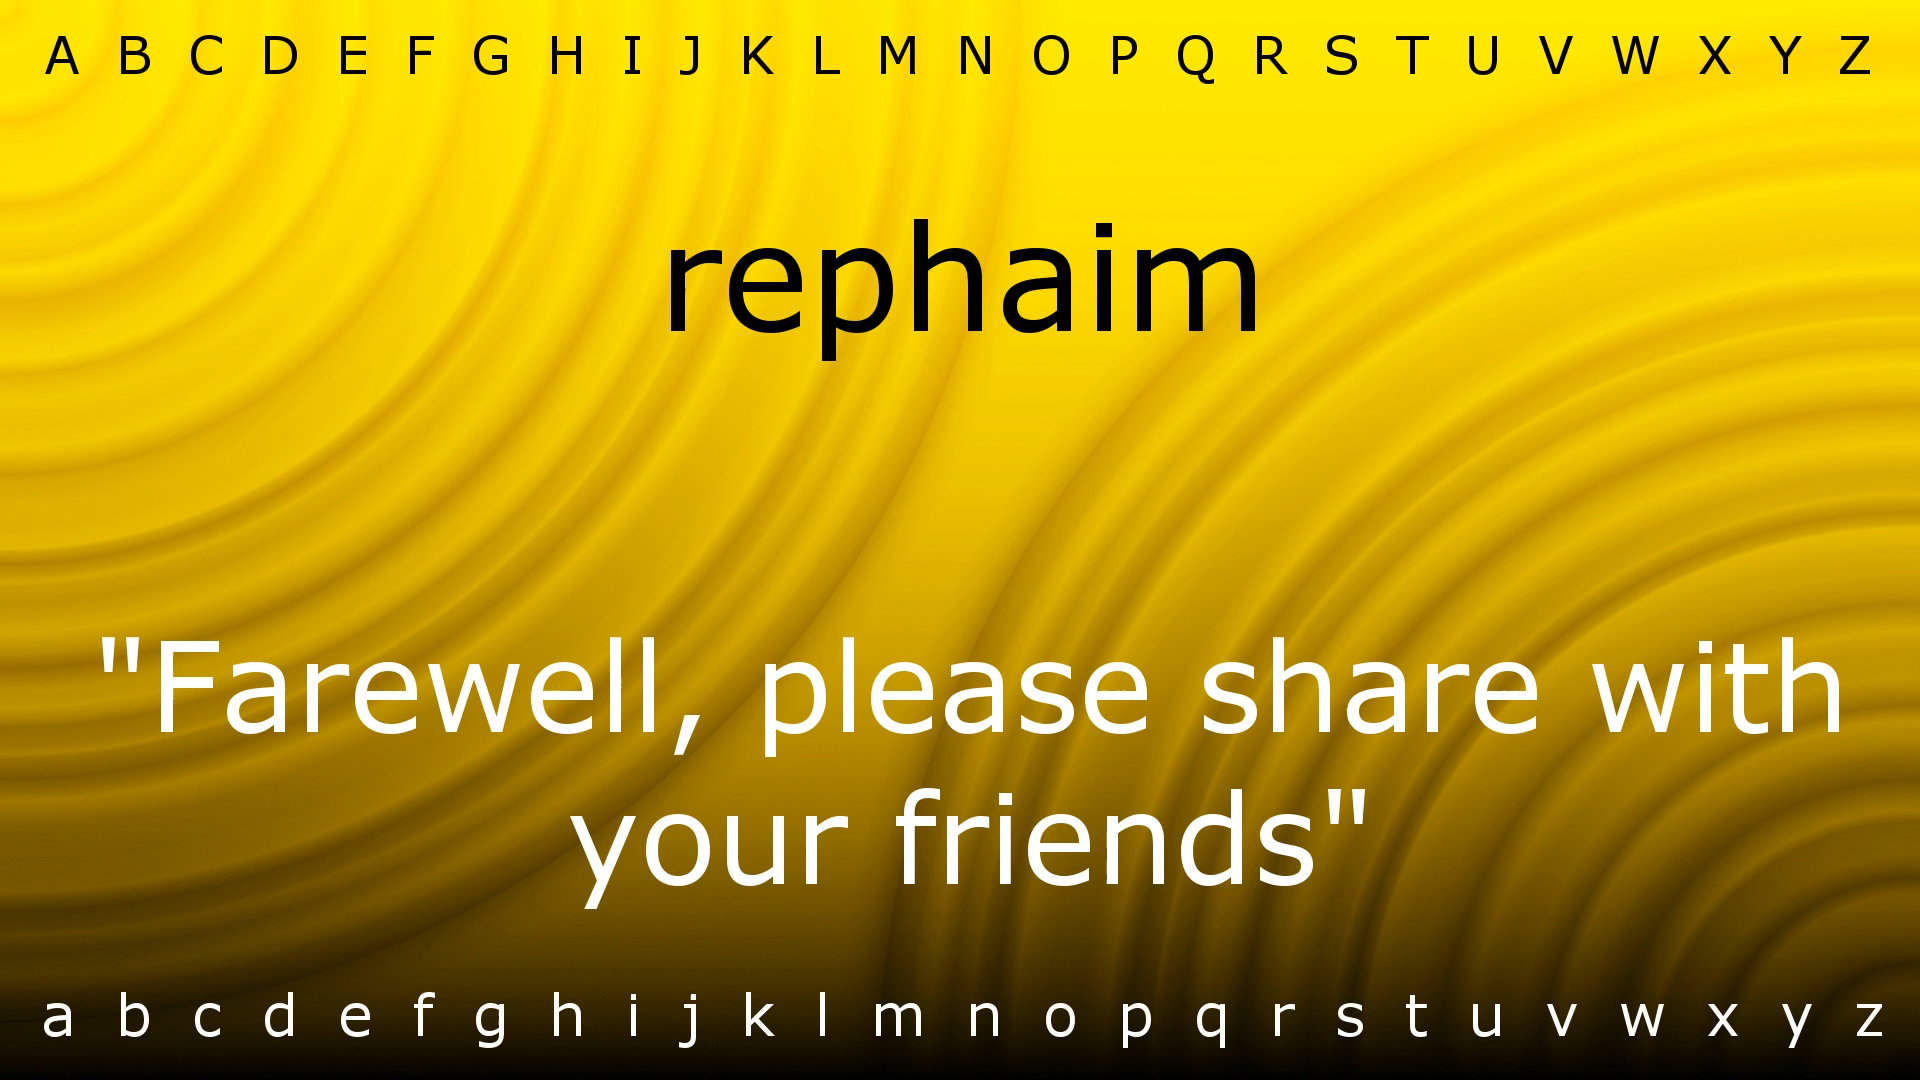 A B C D E F G H I J K L M N O P Q R S T U V W X Y Z
rephaim
"Farewell, please share with
your friends"
a b c d e f g h i j k l m n o p q r s t u v w x y z